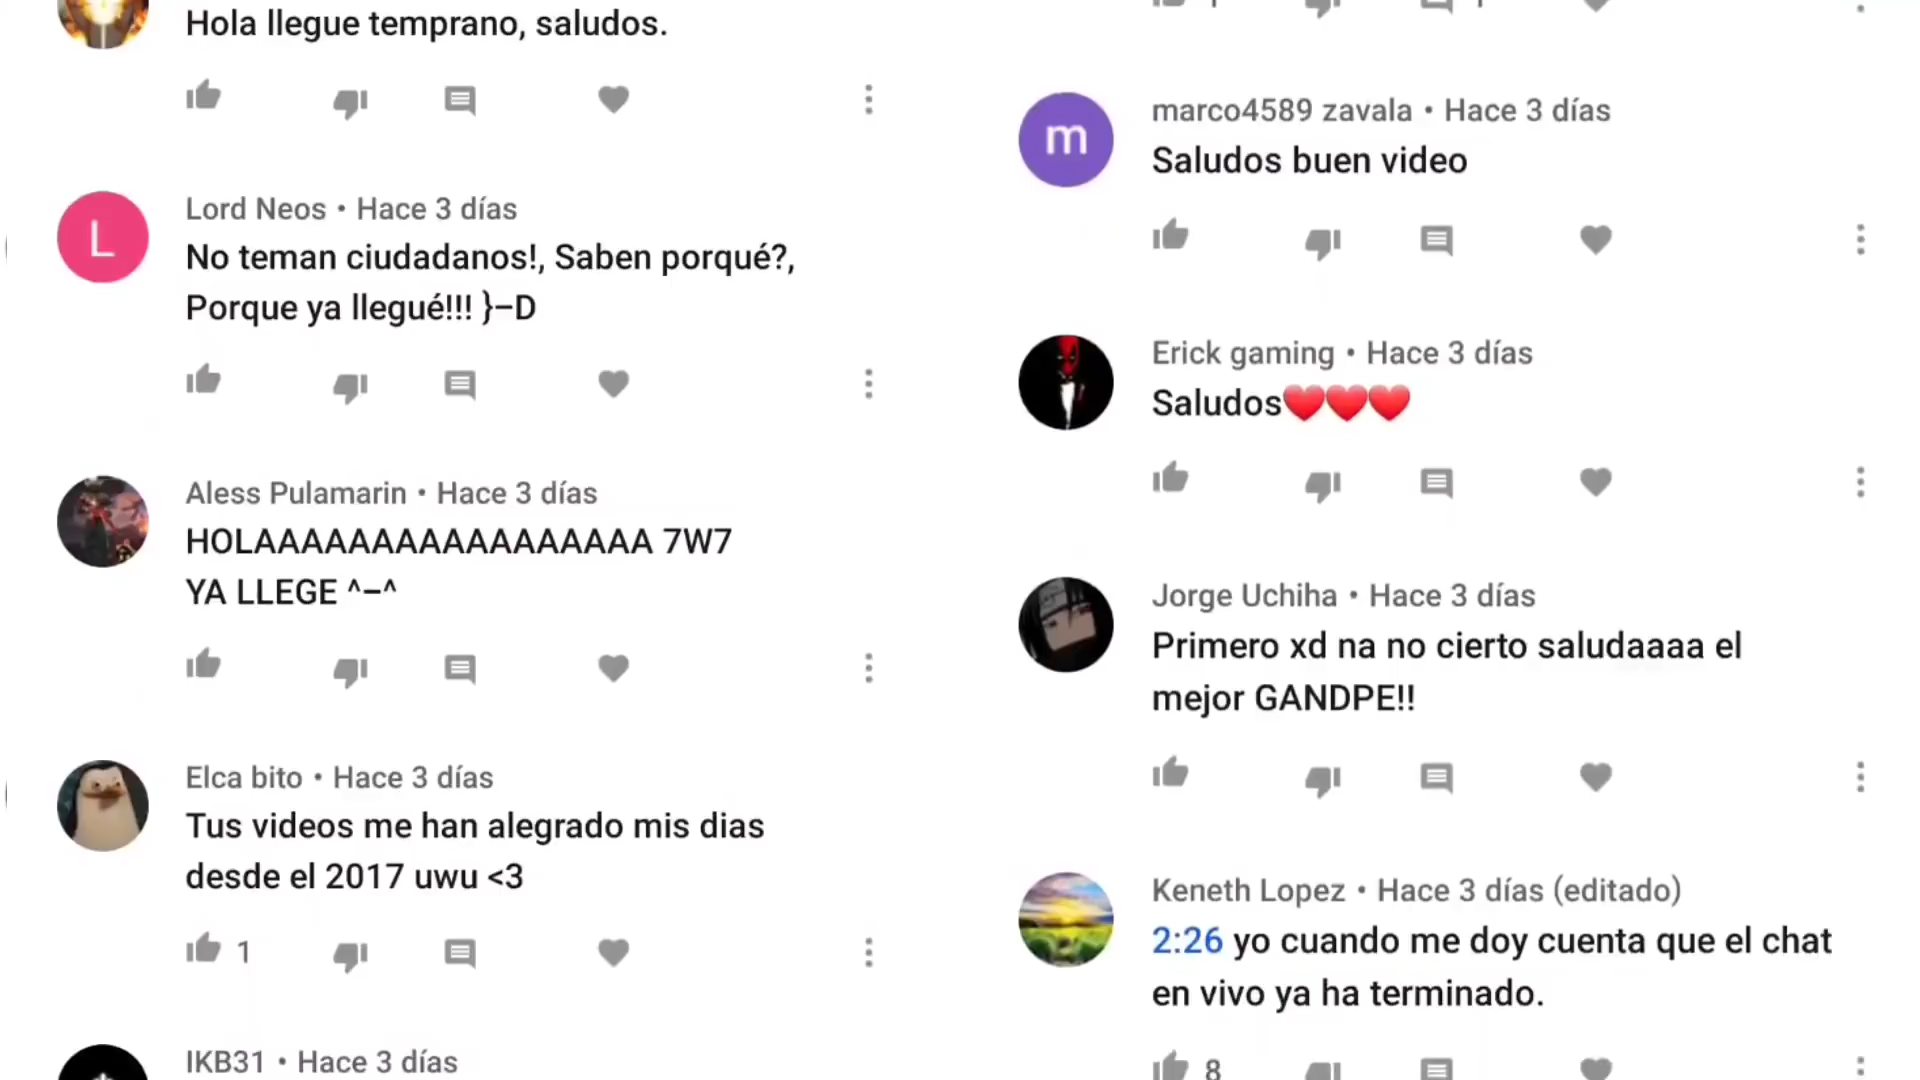 Hola llegue temprano, saludos.
L
Lord Neos • Hace 3 días
No teman ciudadanos!, Saben porqué?,
Porque ya llegué!!! }–D
Aless Pulamarin • Hace 3 días
HOLAAAAAAAAAAAAAAAAA 7W7
YA LLEGE ^–^
Elca bito • Hace 3 días
Tus videos me han alegrado mis dias
desde el 2017 uwu <3
1
IKB31 • Hace 3 días
m
marco4589 zavala • Hace 3 días
Saludos buen video
Erick gaming • Hace 3 días
Saludos❤️❤️❤️
Jorge Uchiha • Hace 3 días
Primero xd na no cierto saludaaaa el
mejor GANDPE!!
Keneth Lopez • Hace 3 días (editado)
2:26 yo cuando me doy cuenta que el chat
en vivo ya ha terminado.
8